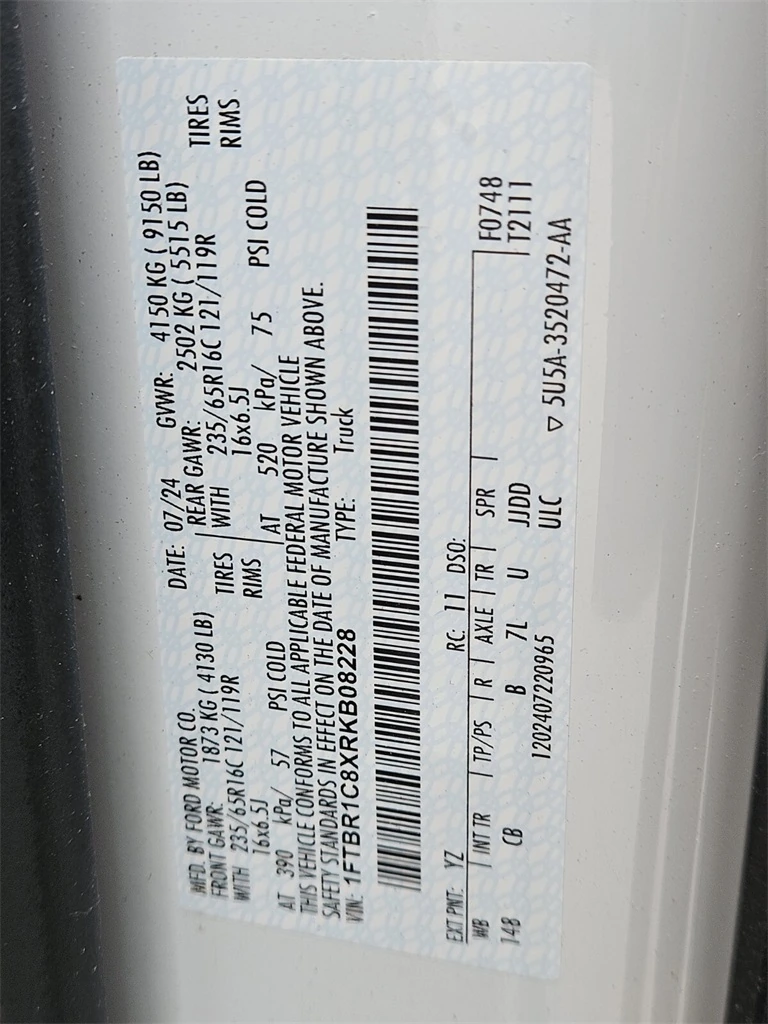 MFD. BY FORD MOTOR CO.
DATE: 07/24 GVWR: 4150 KG ( 9150 LB)
FRONT GAWR: 1873 KG ( 4130 LB) REAR GAWR: 2502 KG ( 5515 LB)
WITH 235/65R16C 121/119R TIRES WITH 235/65R16C 121/119R TIRES
16x6.5J RIMS 16x6.5J RIMS
AT 390 kPa/ 57 PSI COLD AT 520 kPa/ 75 PSI COLD
THIS VEHICLE CONFORMS TO ALL APPLICABLE FEDERAL MOTOR VEHICLE
SAFETY STANDARDS IN EFFECT ON THE DATE OF MANUFACTURE SHOWN ABOVE.
VIN: 1FTBR1C8XRKB08228 TYPE: Truck
EXT PNT: YZ RC: 11 DSO: F0748
WB INT TR TP/PS R AXLE TR SPR T2111
148 CB B 7L U JDD
1202407220965 ULC ▽ 5U5A-3520472-AA